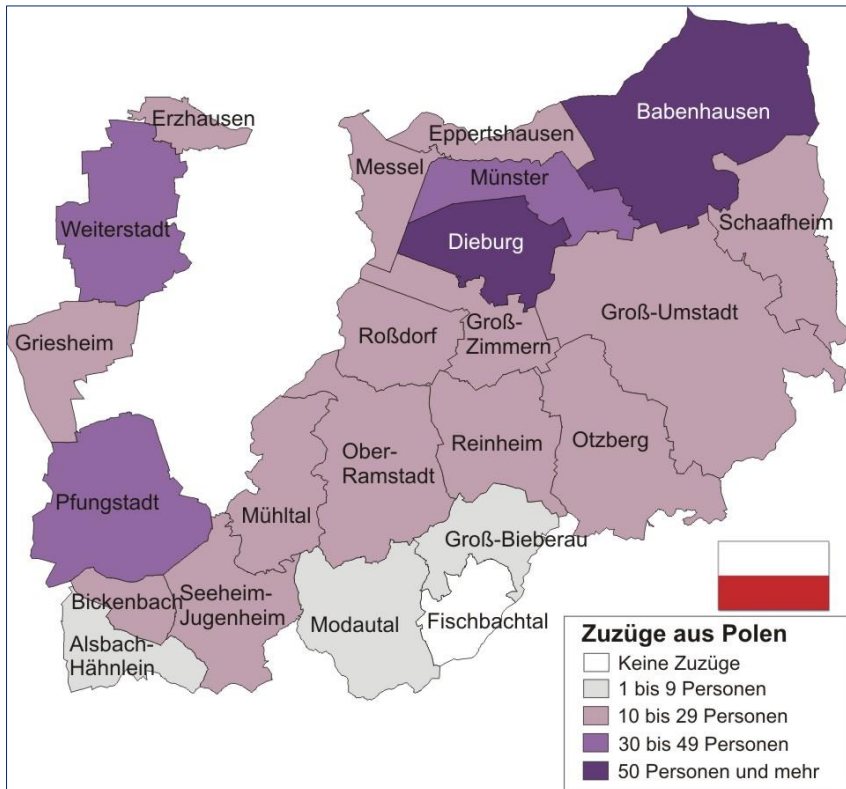 Erzhausen
Babenhausen
Eppertshausen
Messel
Münster
Schaafheim
Weiterstadt
Dieburg
Groß-Umstadt
Griesheim
Roßdorf
Groß-
Zimmern
Ober-
Ramstadt
Reinheim
Otzberg
Pfungstadt
Mühltal
Groß-Bieberau
Bickenbach
Seeheim-
Jugenheim
Modautal
Fischbachtal
Alsbach-
Hähnlein
Zuzüge aus Polen
Keine Zuzüge
1 bis 9 Personen
10 bis 29 Personen
30 bis 49 Personen
50 Personen und mehr